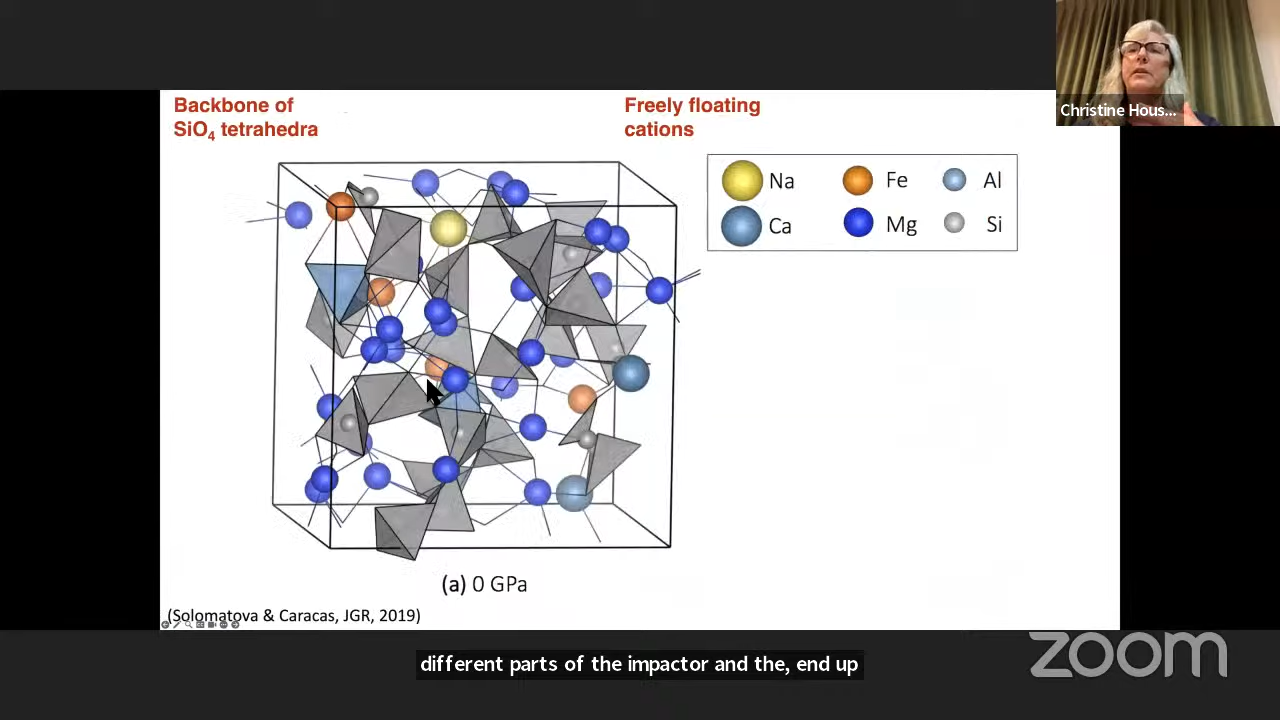 Christine Hous...
Backbone of
SiO4 tetrahedra
Freely floating
cations
Na Fe Al
Ca Mg Si
(a) 0 GPa
(Solomatova & Caracas, JGR, 2019)
different parts of the impactor and the, end up
zoom